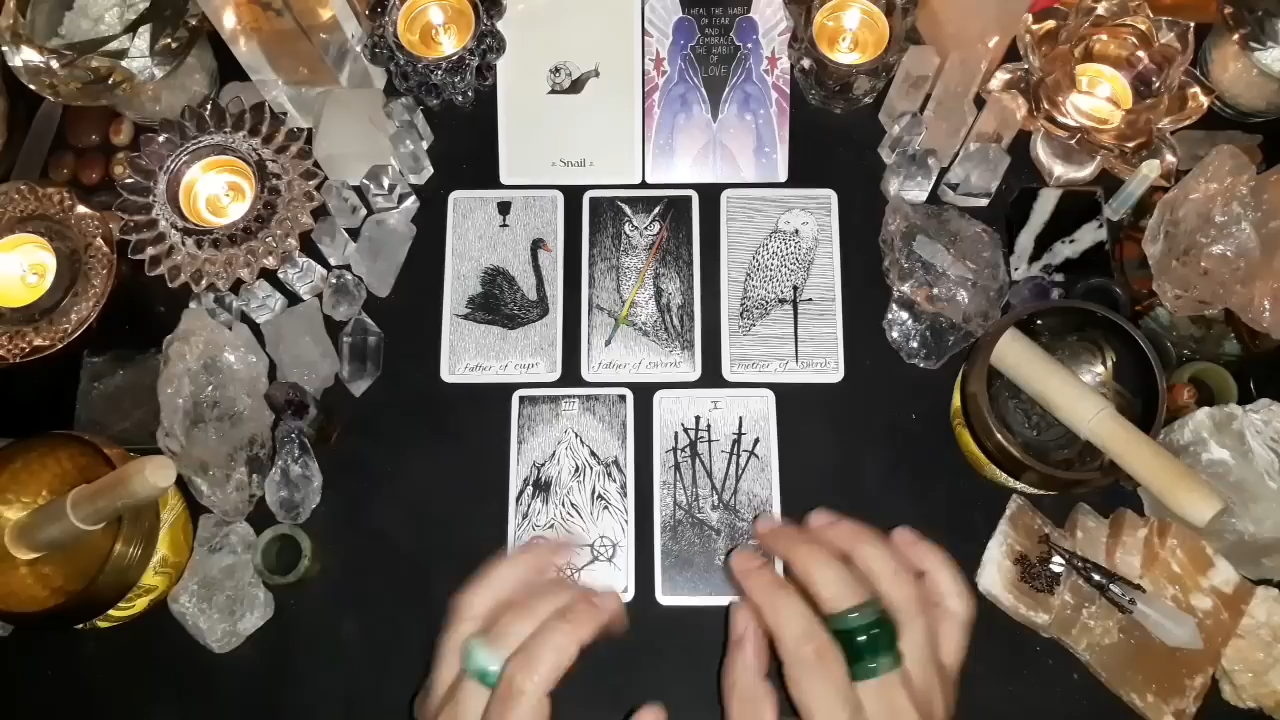 I HEAL THE HABIT
OF FEAR
AND I
EMBRACE
THE HABIT
OF
LOVE
Snail
father of cups
father of swords
mother of swords
III
X